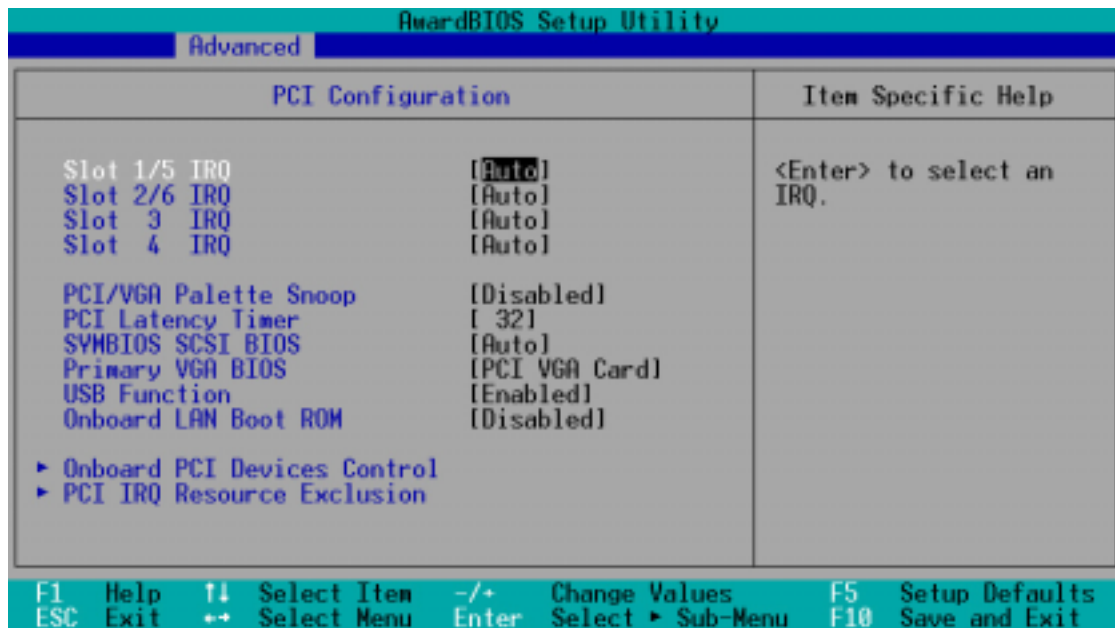 AwardBIOS Setup Utility
Advanced
PCI Configuration
Item Specific Help
Slot 1/5 IRQ [Auto]
Slot 2/6 IRQ [Auto]
Slot 3 IRQ [Auto]
Slot 4 IRQ [Auto]
PCI/VGA Palette Snoop [Disabled]
PCI Latency Timer [ 32]
SYMBIOS SCSI BIOS [Auto]
Primary VGA BIOS [PCI VGA Card]
USB Function [Enabled]
Onboard LAN Boot ROM [Disabled]
► Onboard PCI Devices Control
► PCI IRQ Resource Exclusion
<Enter> to select an
IRQ.
F1 Help ↑↓ Select Item -/+ Change Values F5 Setup Defaults
ESC Exit ←→ Select Menu Enter Select ► Sub-Menu F10 Save and Exit